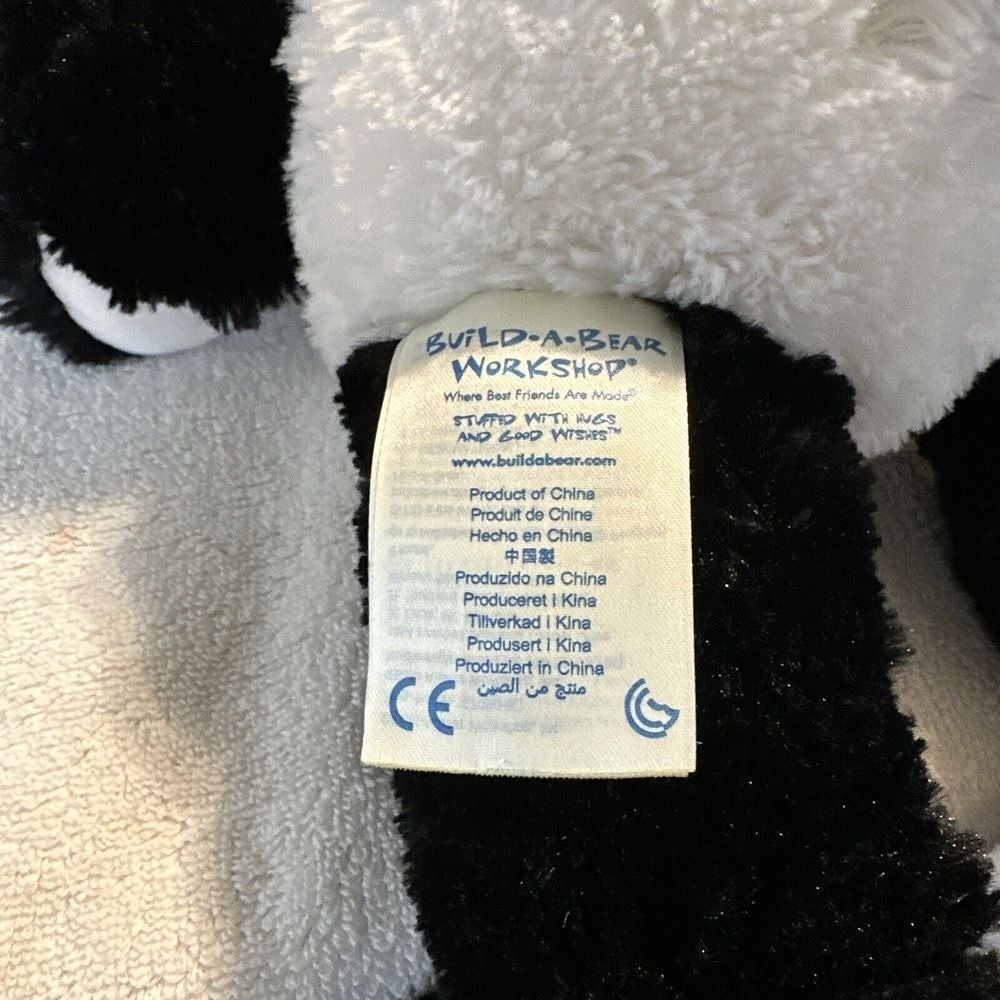 BUILD-A-BEAR
WORKSHOP®
Where Best Friends Are Made®
STUFFED WITH HUGS
AND GOOD WISHES™
www.buildabear.com
Product of China
Produit de Chine
Hecho en China
中国製
Produzido na China
Produceret i Kina
Tillverkad i Kina
Produsert i Kina
Produziert in China
منتج من الصين
CE